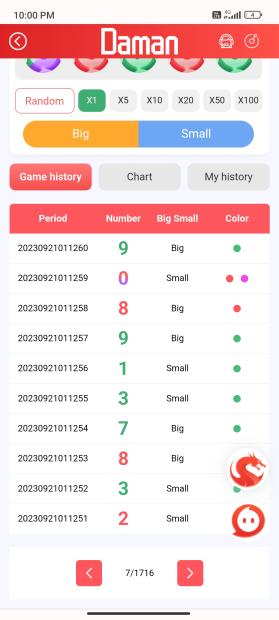 10:00 PM 4G 4
Daman
Random X1 X5 X10 X20 X50 X100
Big Small
Game history Chart My history
Period Number Big Small Color
20230921011260 9 Big
20230921011259 0 Small
20230921011258 8 Big
20230921011257 9 Big
20230921011256 1 Small
20230921011255 3 Small
20230921011254 7 Big
20230921011253 8 Big
20230921011252 3 Small
20230921011251 2 Small
7/1716